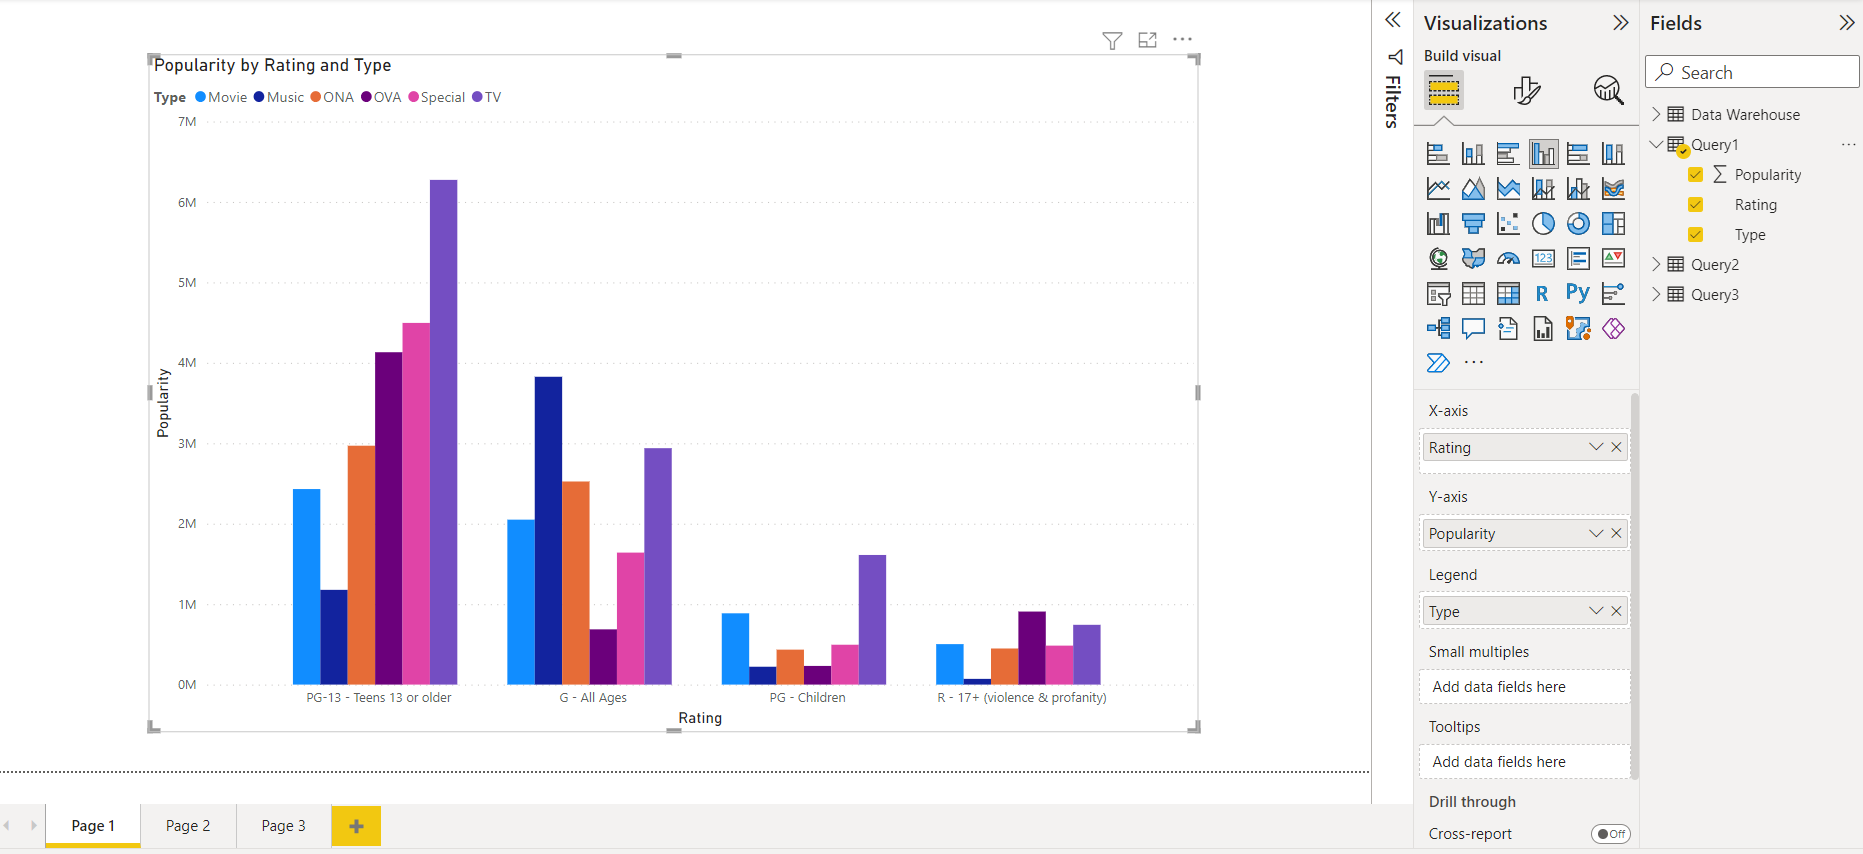 Popularity by Rating and Type
Type Movie Music ONA OVA Special TV
7M
6M
5M
4M
3M
2M
1M
0M
Popularity
PG-13 - Teens 13 or older G - All Ages PG - Children R - 17+ (violence & profanity)
Rating
Page 1 Page 2 Page 3 +
Filters
Visualizations
Build visual
123
R Py
X-axis
Rating
Y-axis
Popularity
Legend
Type
Small multiples
Add data fields here
Tooltips
Add data fields here
Drill through
Cross-report Off
Fields
Search
Data Warehouse
Query1
∑ Popularity
Rating
Type
Query2
Query3